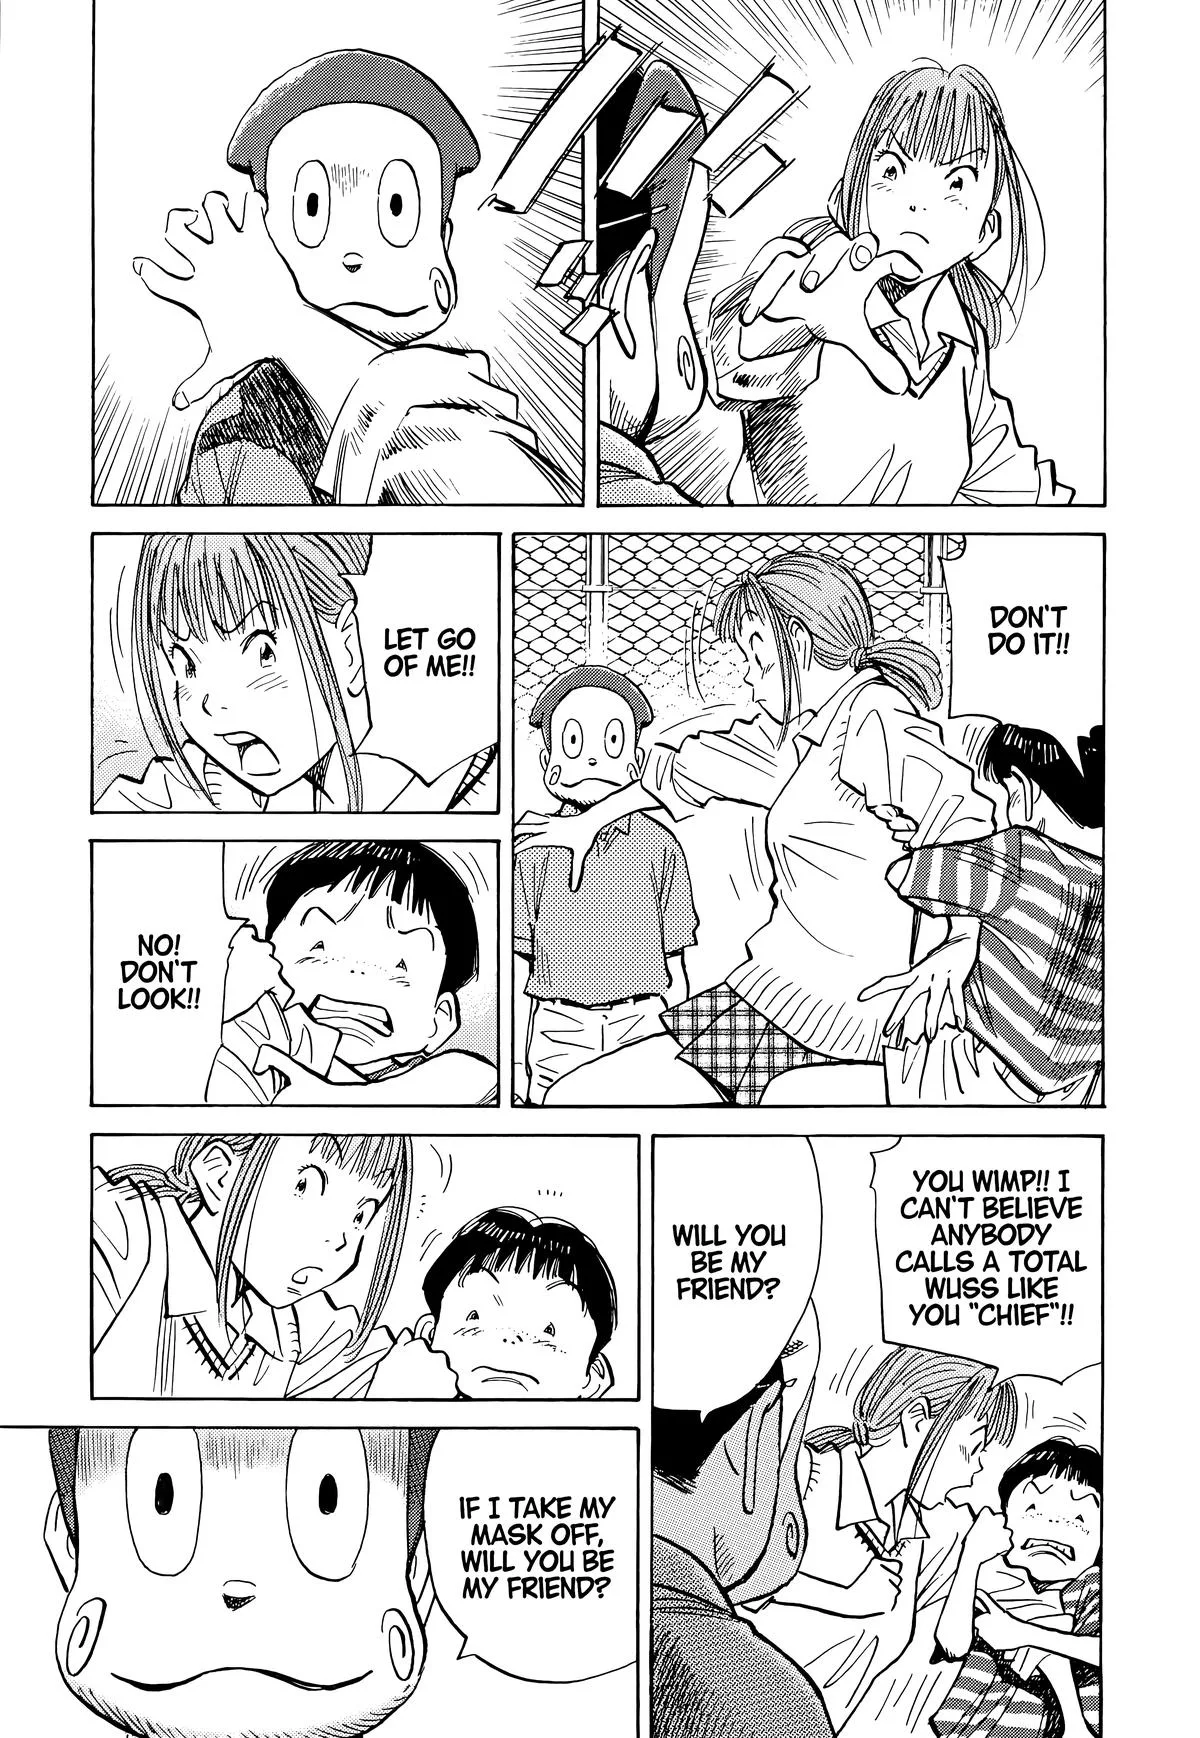 DON'T
DO IT!!
LET GO
OF ME!!
NO!
DON'T
LOOK!!
YOU WIMP!! I
CAN'T BELIEVE
ANYBODY
CALLS A TOTAL
WUSS LIKE
YOU "CHIEF"!!
WILL YOU
BE MY
FRIEND?
IF I TAKE MY
MASK OFF,
WILL YOU BE
MY FRIEND?